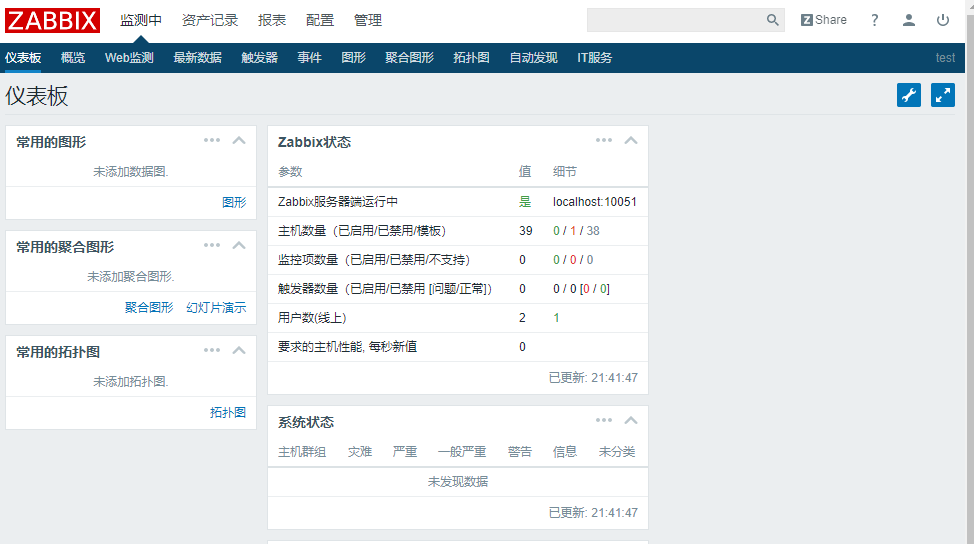 ZABBIX 监测中 资产记录 报表 配置 管理 Z Share ?
仪表板 概览 Web监测 最新数据 触发器 事件 图形 聚合图形 拓扑图 自动发现 IT服务 test
仪表板
常用的图形
未添加数据图.
图形
常用的聚合图形
未添加聚合图形.
聚合图形 幻灯片演示
常用的拓扑图
未添加拓扑图.
拓扑图
Zabbix状态
参数 值 细节
Zabbix服务器端运行中 是 localhost:10051
主机数量（已启用/已禁用/模板） 39 0 / 1 / 38
监控项数量（已启用/已禁用/不支持） 0 0 / 0 / 0
触发器数量（已启用/已禁用 [问题/正常]） 0 0 / 0 [0 / 0]
用户数(线上) 2 1
要求的主机性能, 每秒新值 0
已更新: 21:41:47
系统状态
主机群组 灾难 严重 一般严重 警告 信息 未分类
未发现数据
已更新: 21:41:47